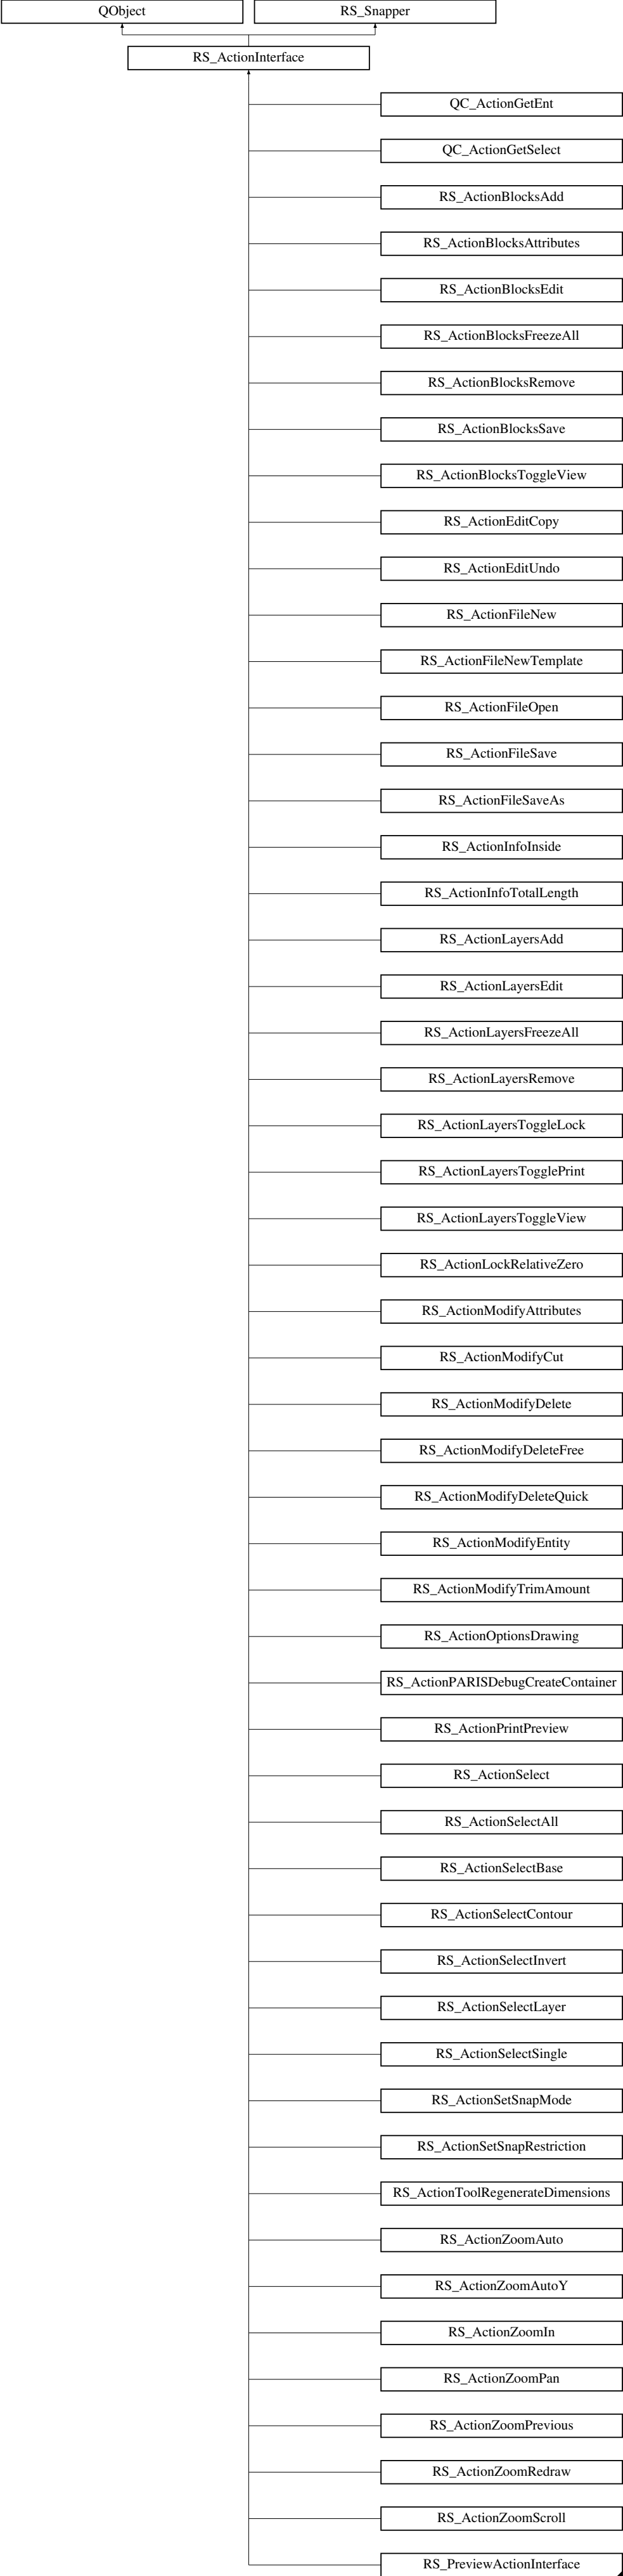 QObject
RS_Snapper
RS_ActionInterface
QC_ActionGetEnt
QC_ActionGetSelect
RS_ActionBlocksAdd
RS_ActionBlocksAttributes
RS_ActionBlocksEdit
RS_ActionBlocksFreezeAll
RS_ActionBlocksRemove
RS_ActionBlocksSave
RS_ActionBlocksToggleView
RS_ActionEditCopy
RS_ActionEditUndo
RS_ActionFileNew
RS_ActionFileNewTemplate
RS_ActionFileOpen
RS_ActionFileSave
RS_ActionFileSaveAs
RS_ActionInfoInside
RS_ActionInfoTotalLength
RS_ActionLayersAdd
RS_ActionLayersEdit
RS_ActionLayersFreezeAll
RS_ActionLayersRemove
RS_ActionLayersToggleLock
RS_ActionLayersTogglePrint
RS_ActionLayersToggleView
RS_ActionLockRelativeZero
RS_ActionModifyAttributes
RS_ActionModifyCut
RS_ActionModifyDelete
RS_ActionModifyDeleteFree
RS_ActionModifyDeleteQuick
RS_ActionModifyEntity
RS_ActionModifyTrimAmount
RS_ActionOptionsDrawing
RS_ActionPARISDebugCreateContainer
RS_ActionPrintPreview
RS_ActionSelect
RS_ActionSelectAll
RS_ActionSelectBase
RS_ActionSelectContour
RS_ActionSelectInvert
RS_ActionSelectLayer
RS_ActionSelectSingle
RS_ActionSetSnapMode
RS_ActionSetSnapRestriction
RS_ActionToolRegenerateDimensions
RS_ActionZoomAuto
RS_ActionZoomAutoY
RS_ActionZoomIn
RS_ActionZoomPan
RS_ActionZoomPrevious
RS_ActionZoomRedraw
RS_ActionZoomScroll
RS_PreviewActionInterface